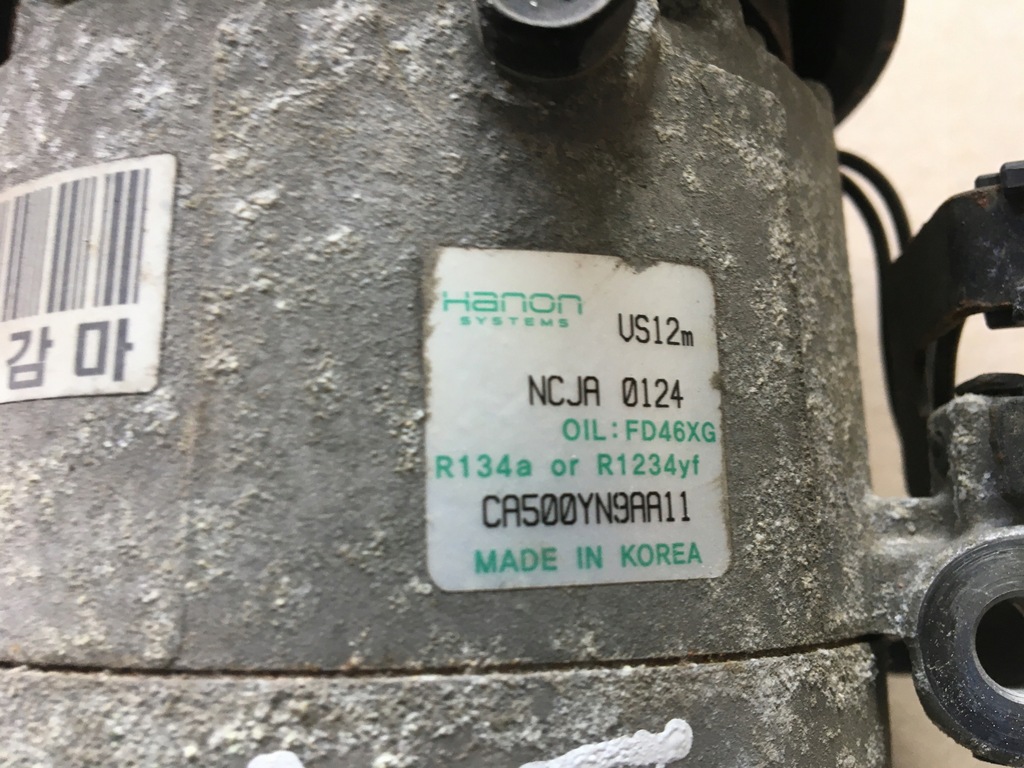 감마
Hanon
SYSTEMS
VS12m
NCJA 0124
OIL:FD46XG
R134a or R1234yf
CA500YN9AA11
MADE IN KOREA